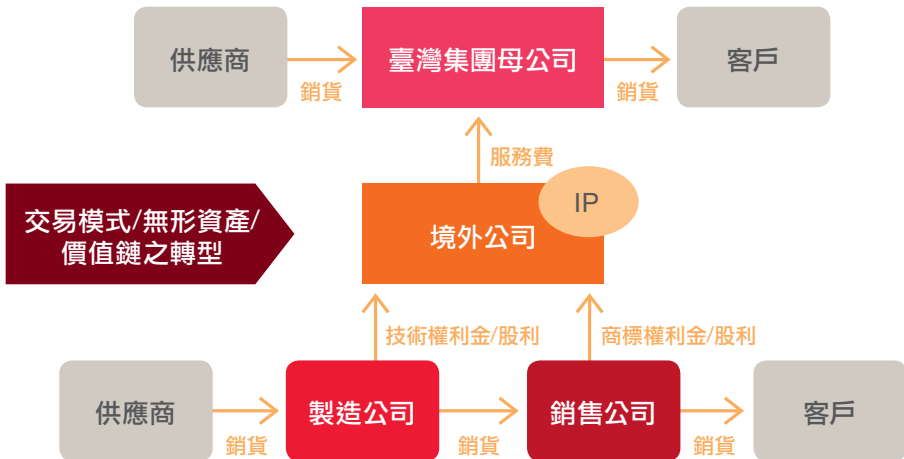 供應商
銷貨
臺灣集團母公司
銷貨
客戶
服務費
IP
境外公司
交易模式/無形資產/
價值鏈之轉型
技術權利金/股利
商標權利金/股利
供應商
銷貨
製造公司
銷貨
銷售公司
銷貨
客戶